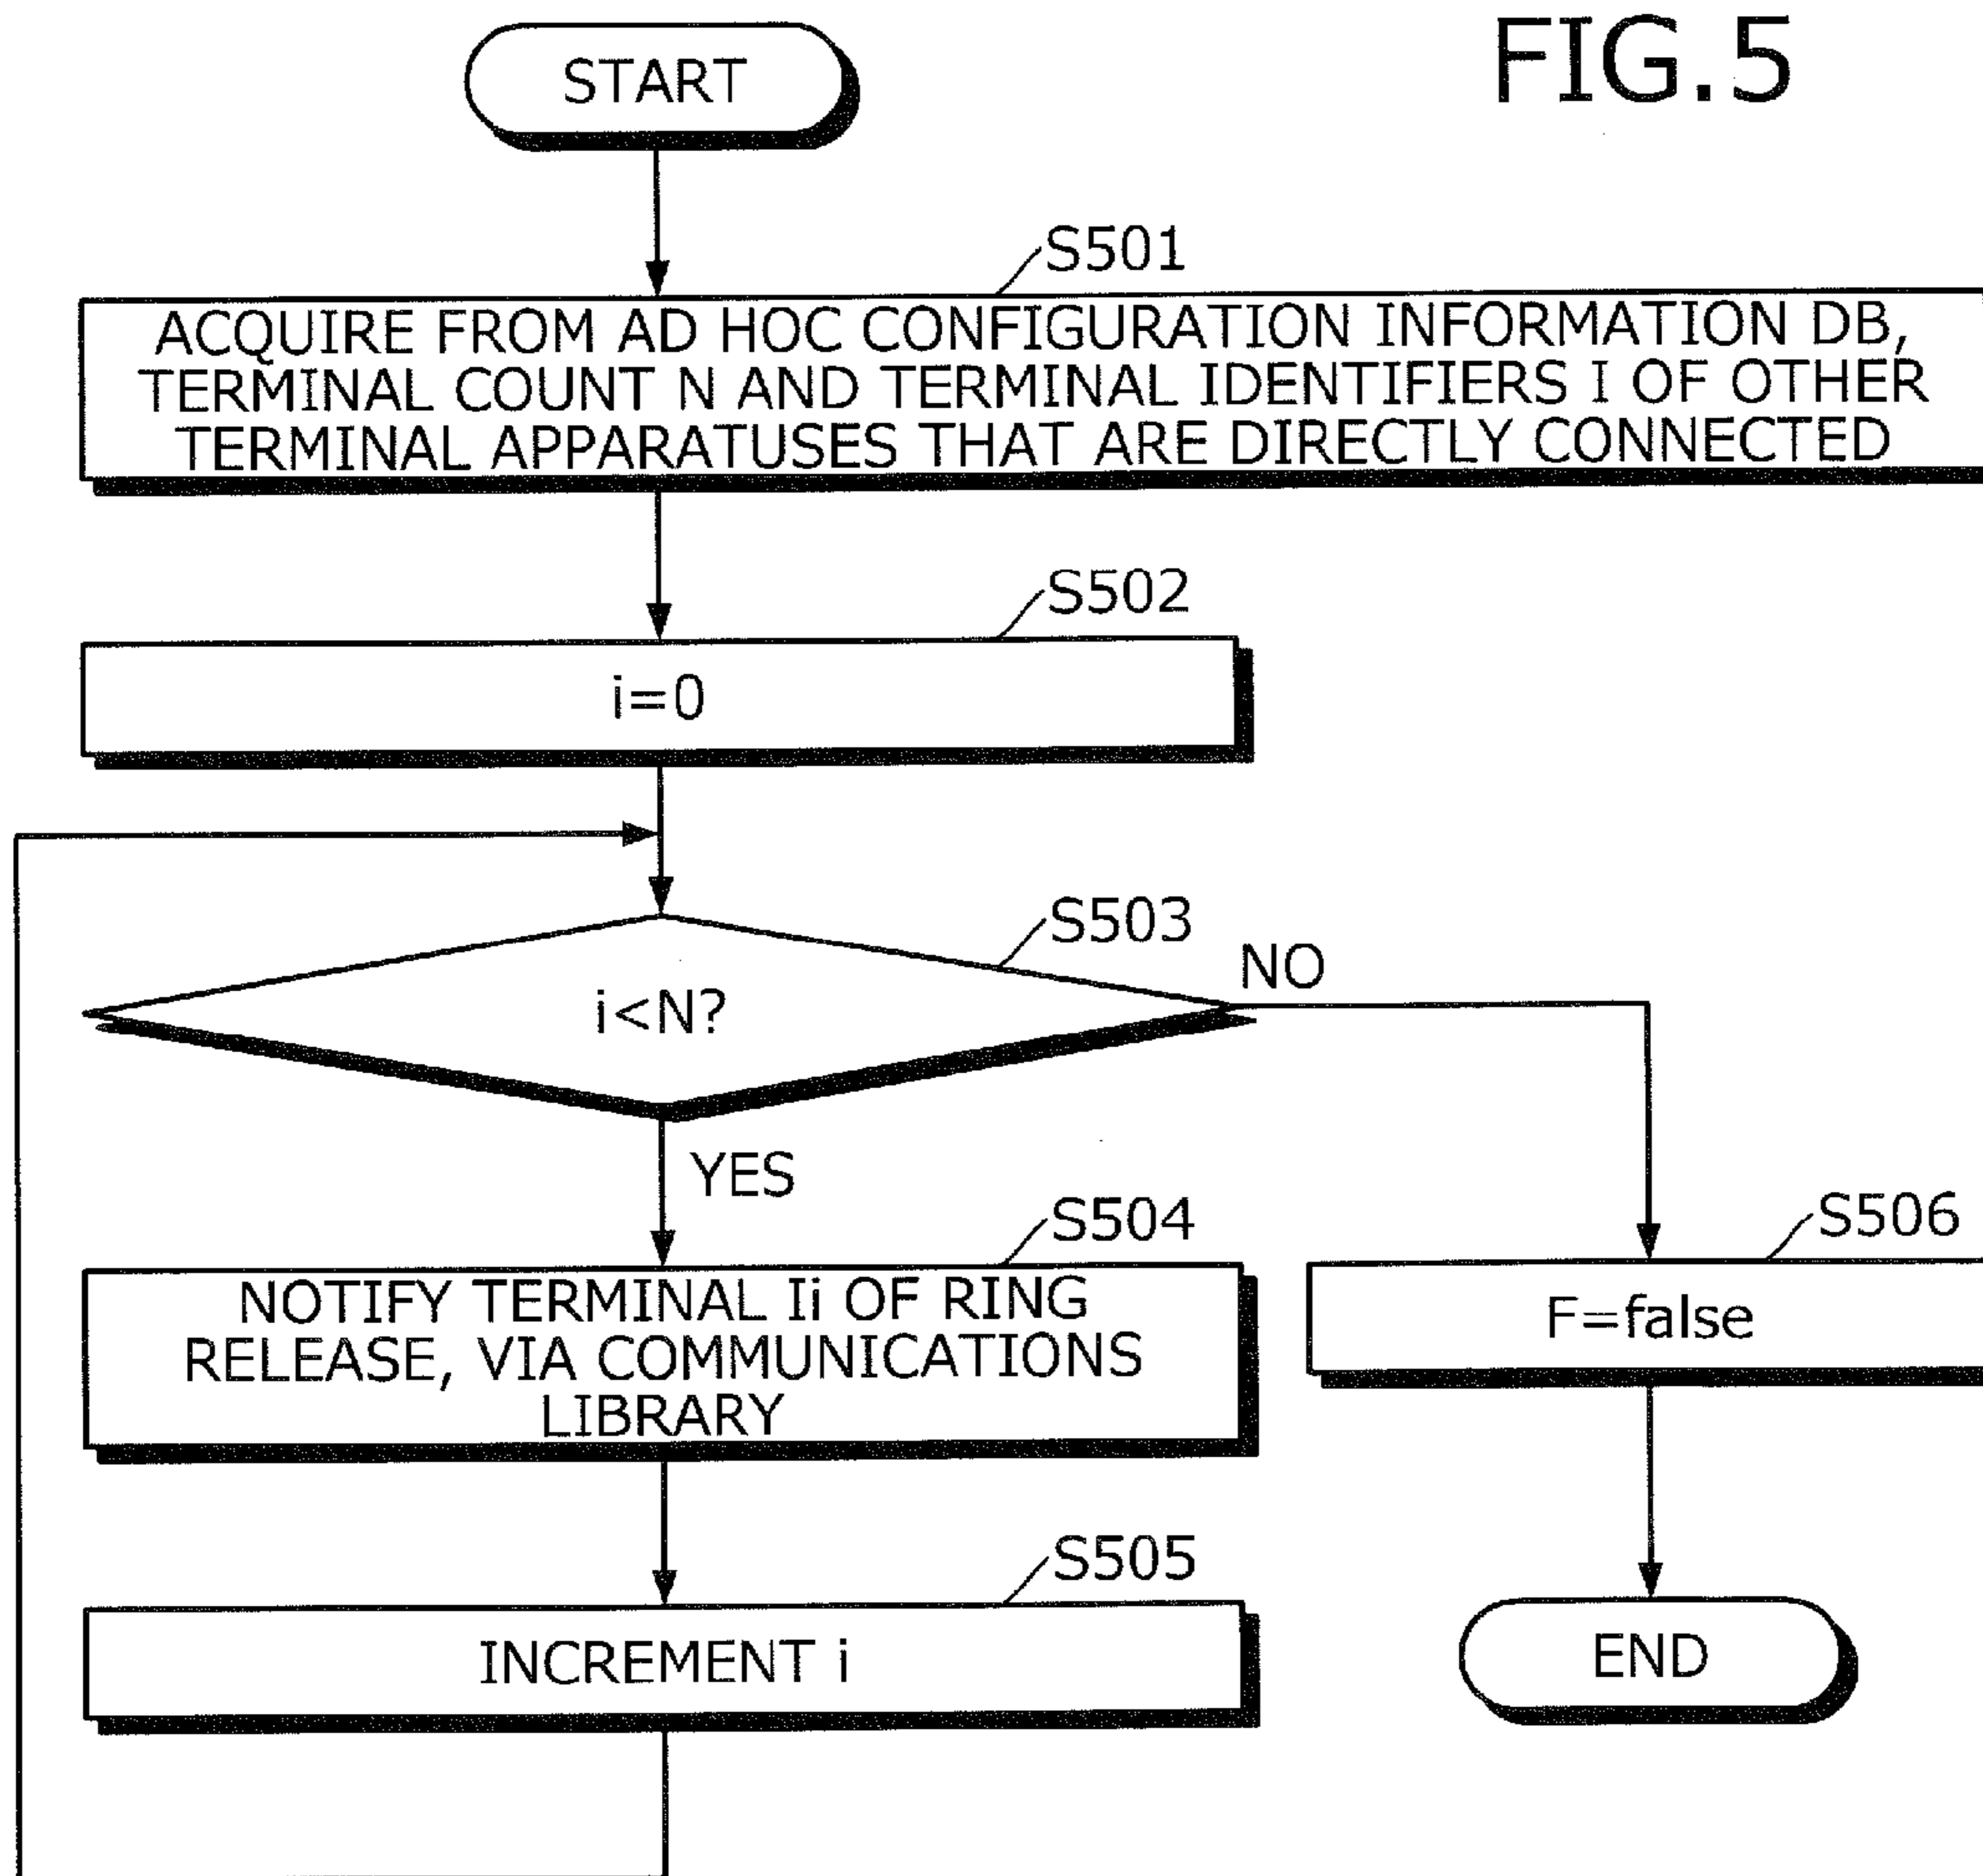 FIG.5
START
S501
ACQUIRE FROM AD HOC CONFIGURATION INFORMATION DB,
TERMINAL COUNT N AND TERMINAL IDENTIFIERS I OF OTHER
TERMINAL APPARATUSES THAT ARE DIRECTLY CONNECTED
S502
i=0
S503
i<N?
NO
YES
S504
NOTIFY TERMINAL Ii OF RING
RELEASE, VIA COMMUNICATIONS
LIBRARY
S506
F=false
S505
INCREMENT i
END